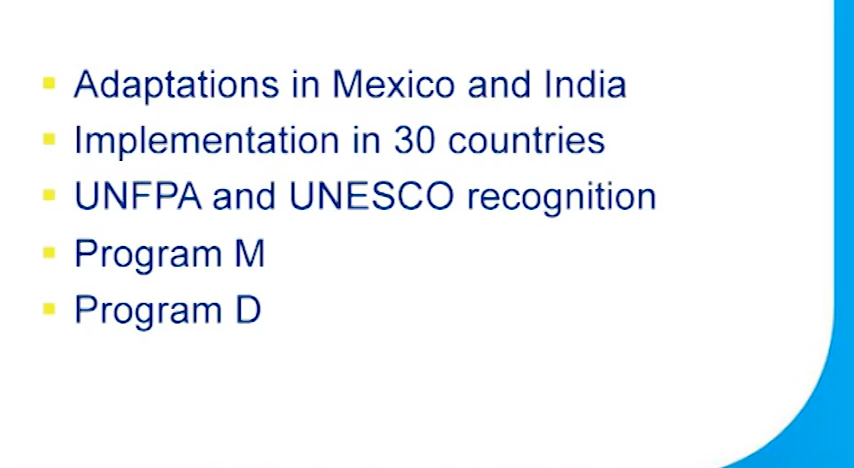 Adaptations in Mexico and India
Implementation in 30 countries
UNFPA and UNESCO recognition
Program M
Program D